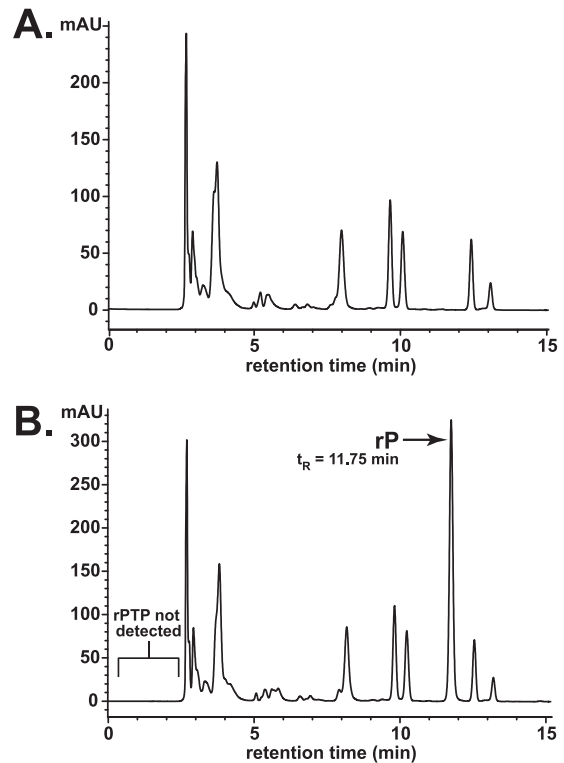 A.
mAU
200
150
100
50
0
0 5 10 15
retention time (min)
B.
mAU
300
250
200
150
100
50
0
rP
tR = 11.75 min
rPTP not
detected
0 5 10 15
retention time (min)